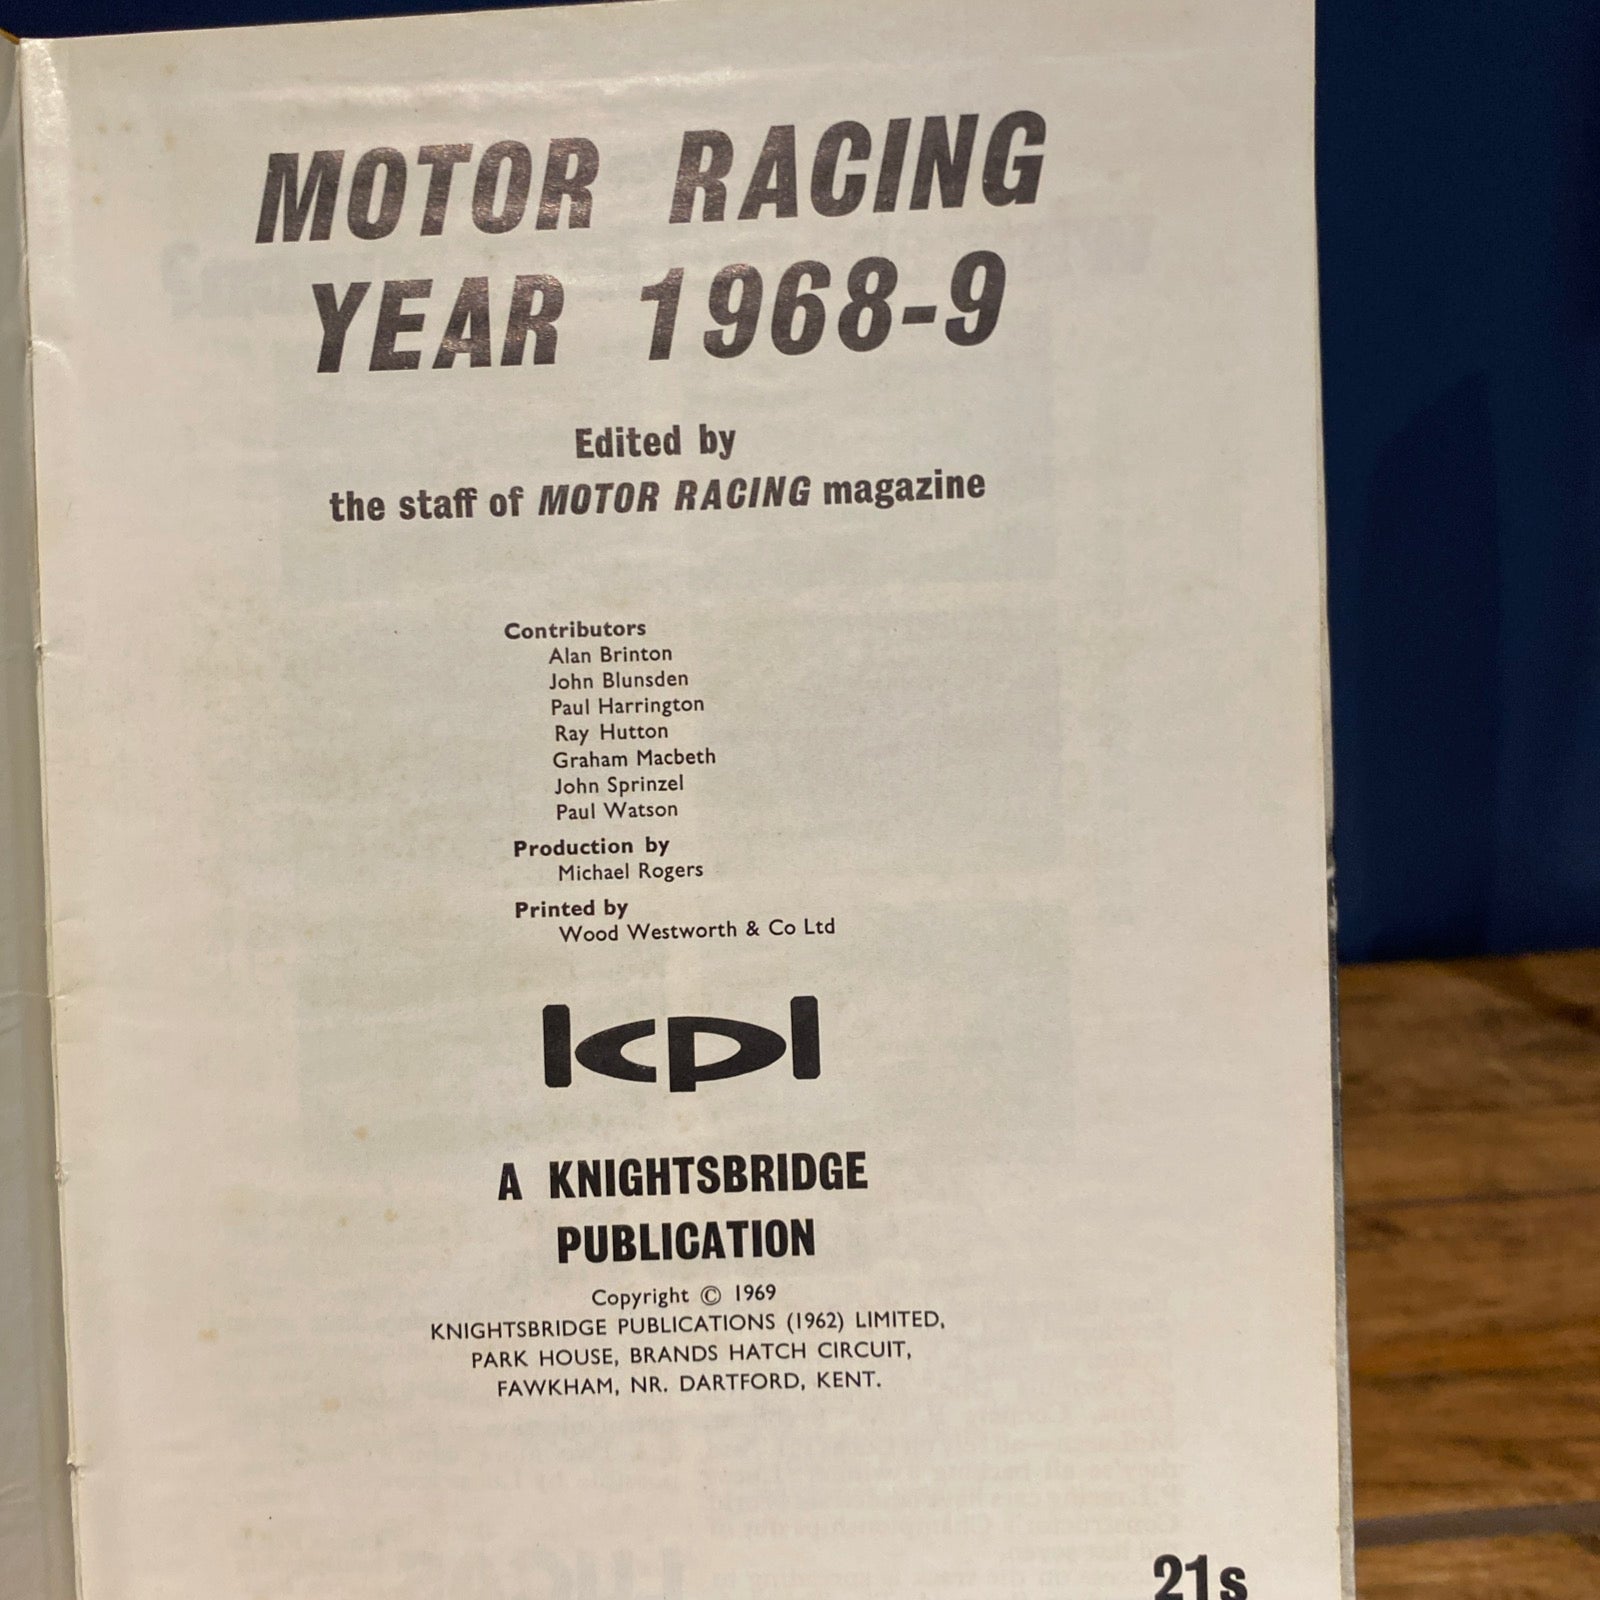 MOTOR RACING
YEAR 1968-9
Edited by
the staff of MOTOR RACING magazine
Contributors
Alan Brinton
John Blunsden
Paul Harrington
Ray Hutton
Graham Macbeth
John Sprinzel
Paul Watson
Production by
Michael Rogers
Printed by
Wood Westworth & Co Ltd
kpl
A KNIGHTSBRIDGE
PUBLICATION
Copyright © 1969
KNIGHTSBRIDGE PUBLICATIONS (1962) LIMITED,
PARK HOUSE, BRANDS HATCH CIRCUIT,
FAWKHAM, NR. DARTFORD, KENT.
21s